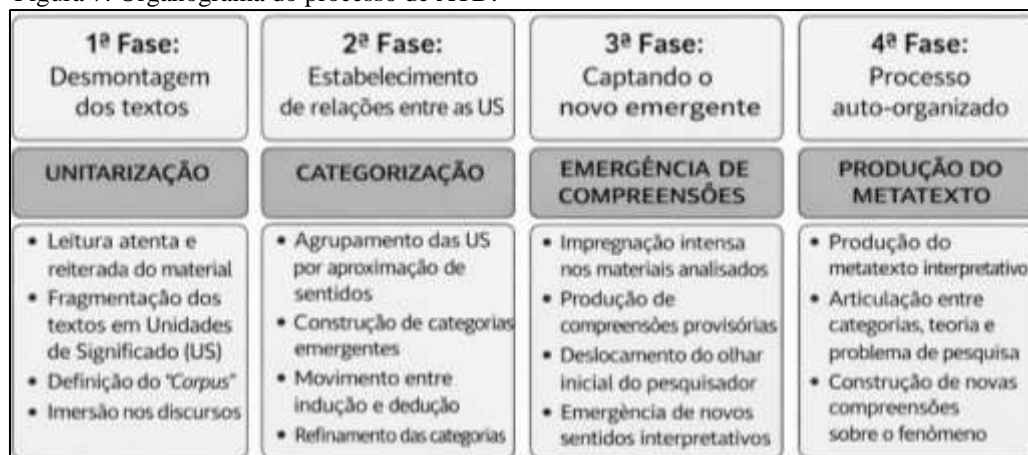 1ª Fase:
Desmontagem
dos textos
UNITARIZAÇÃO
• Leitura atenta e
reiterada do material
• Fragmentação dos
textos em Unidades
de Significado (US)
• Definição do "Corpus"
• Imersão nos discursos
2ª Fase:
Estabelecimento
de relações entre as US
CATEGORIZAÇÃO
• Agrupamento das US
por aproximação de
sentidos
• Construção de categorias
emergentes
• Movimento entre
indução e dedução
• Refinamento das categorias
3ª Fase:
Captando o
novo emergente
EMERGÊNCIA DE
COMPREENSÕES
• Impregnação intensa
nos materiais analisados
• Produção de
compreensões provisórias
• Deslocamento do olhar
inicial do pesquisador
• Emergência de novos
sentidos interpretativos
4ª Fase:
Processo
auto-organizado
PRODUÇÃO DO
METATEXTO
• Produção do
metatexto interpretativo
• Articulação entre
categorias, teoria e
problema de pesquisa
• Construção de novas
compreensões
sobre o fenômeno